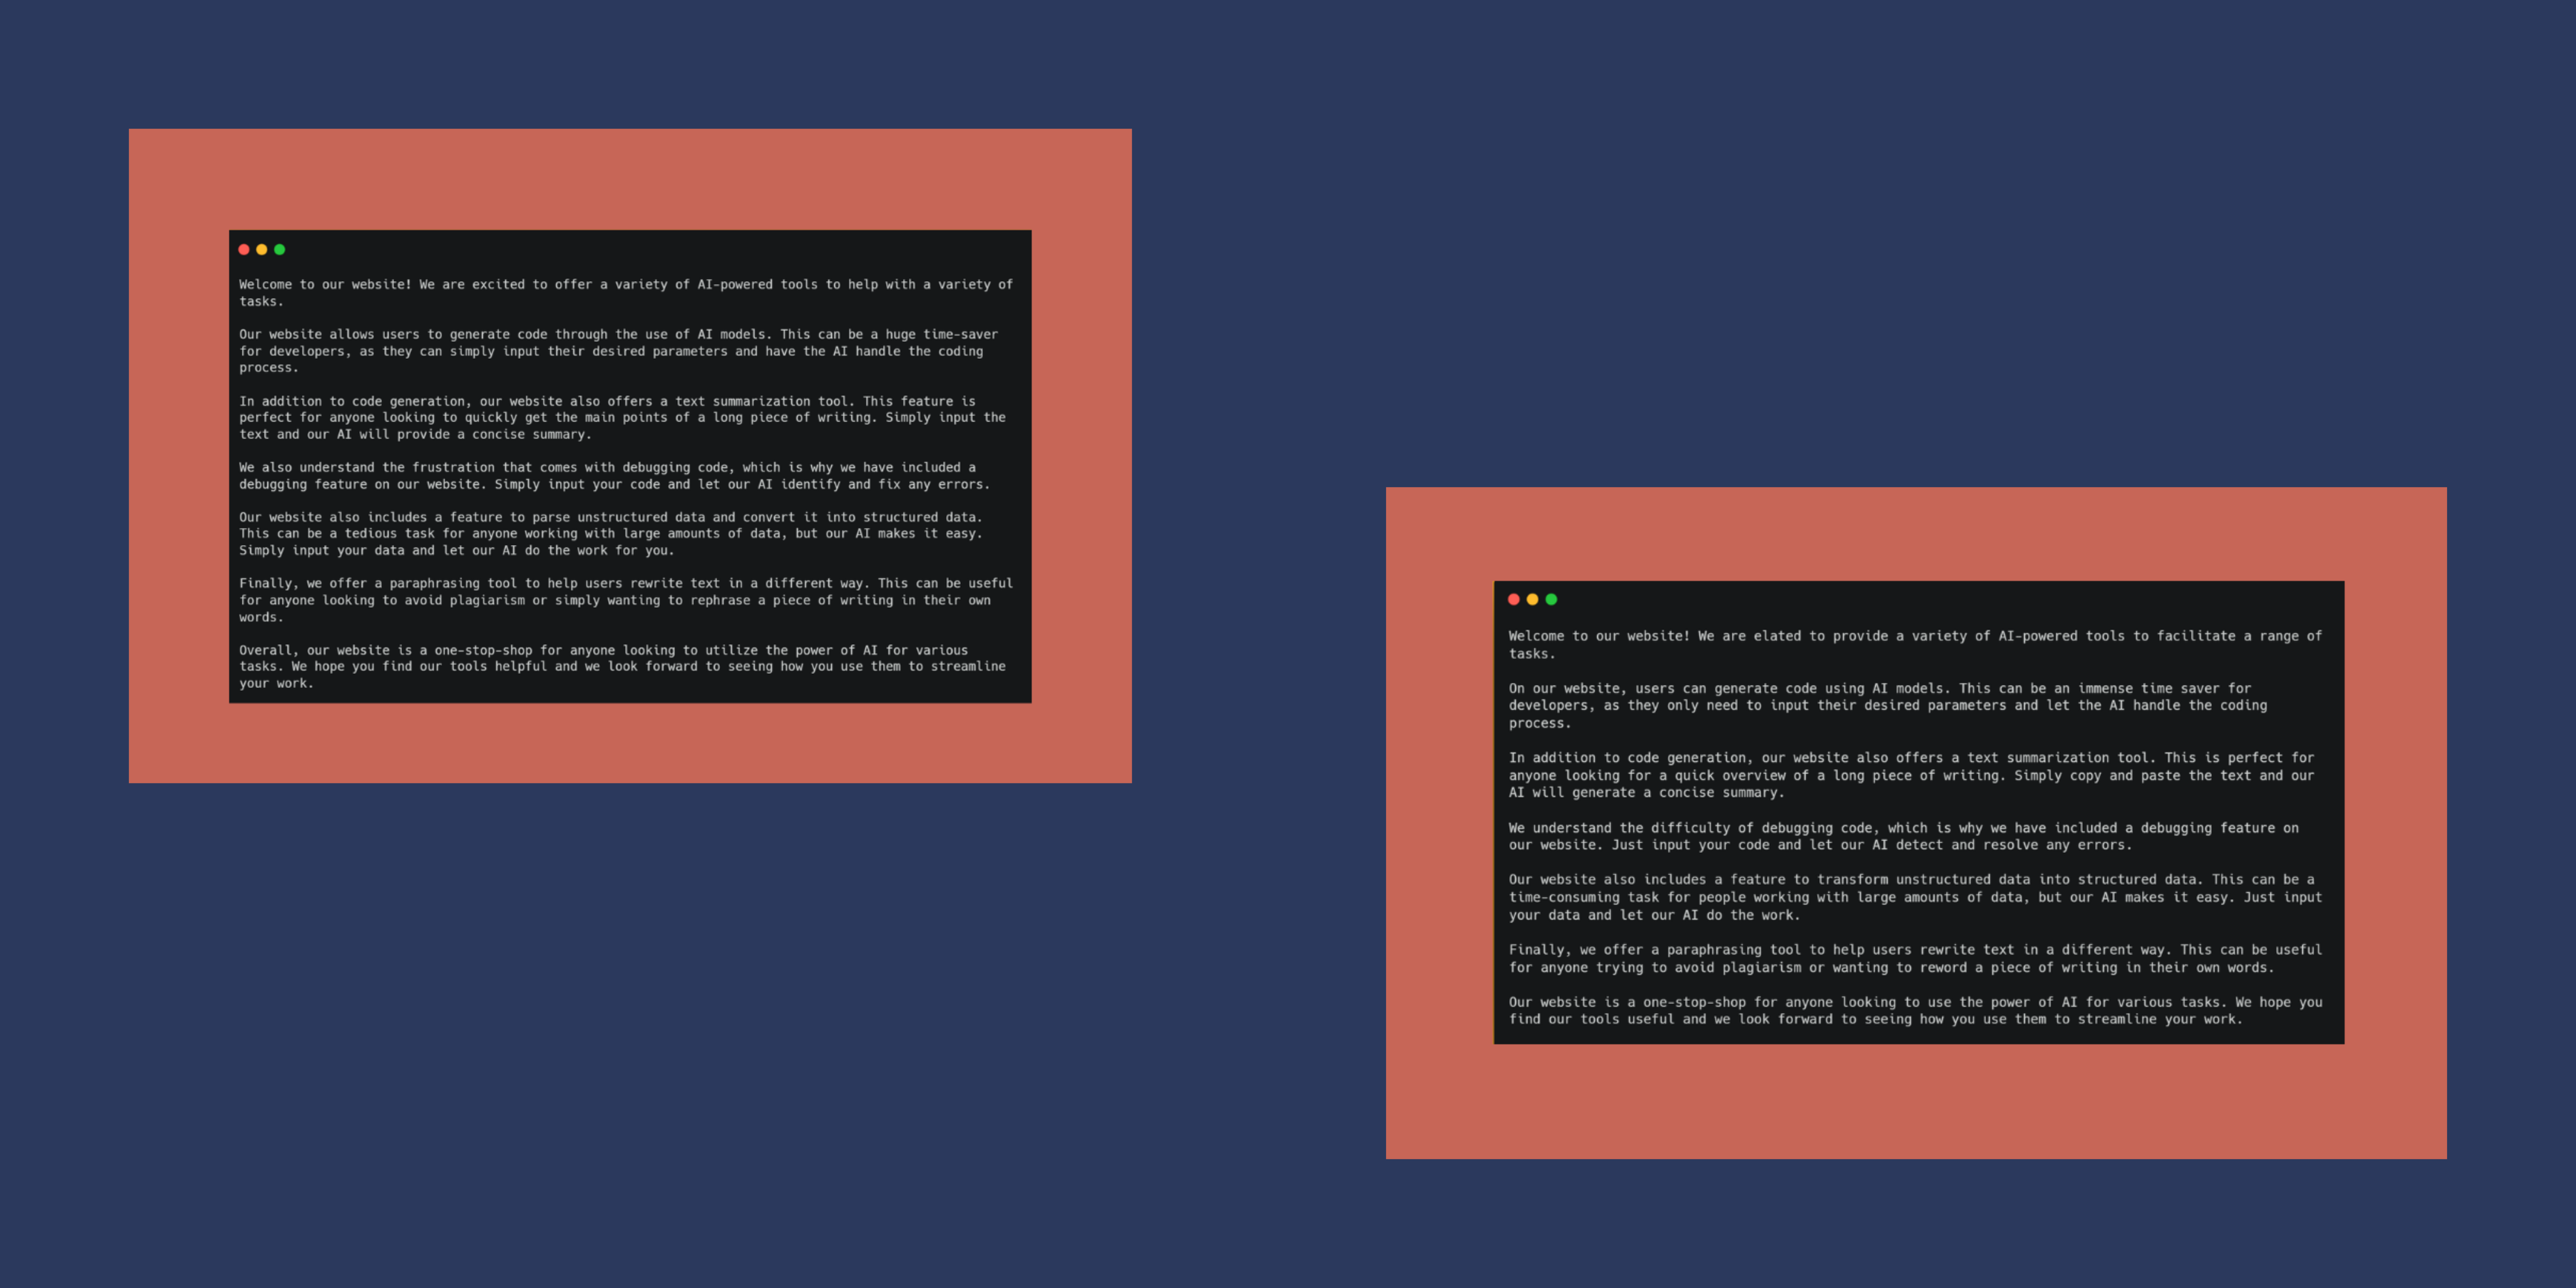 Welcome to our website! We are excited to offer a variety of AI-powered tools to help with a variety of
tasks.
Our website allows users to generate code through the use of AI models. This can be a huge time-saver
for developers, as they can simply input their desired parameters and have the AI handle the coding
process.
In addition to code generation, our website also offers a text summarization tool. This feature is
perfect for anyone looking to quickly get the main points of a long piece of writing. Simply input the
text and our AI will provide a concise summary.
We also understand the frustration that comes with debugging code, which is why we have included a
debugging feature on our website. Simply input your code and let our AI identify and fix any errors.
Our website also includes a feature to parse unstructured data and convert it into structured data.
This can be a tedious task for anyone working with large amounts of data, but our AI makes it easy.
Simply input your data and let our AI do the work for you.
Finally, we offer a paraphrasing tool to help users rewrite text in a different way. This can be useful
for anyone looking to avoid plagiarism or simply wanting to rephrase a piece of writing in their own
words.
Overall, our website is a one-stop-shop for anyone looking to utilize the power of AI for various
tasks. We hope you find our tools helpful and we look forward to seeing how you use them to streamline
your work.
Welcome to our website! We are elated to provide a variety of AI-powered tools to facilitate a range of
tasks.
On our website, users can generate code using AI models. This can be an immense time saver for
developers, as they only need to input their desired parameters and let the AI handle the coding
process.
In addition to code generation, our website also offers a text summarization tool. This is perfect for
anyone looking for a quick overview of a long piece of writing. Simply copy and paste the text and our
AI will generate a concise summary.
We understand the difficulty of debugging code, which is why we have included a debugging feature on
our website. Just input your code and let our AI detect and resolve any errors.
Our website also includes a feature to transform unstructured data into structured data. This can be a
time-consuming task for people working with large amounts of data, but our AI makes it easy. Just input
your data and let our AI do the work.
Finally, we offer a paraphrasing tool to help users rewrite text in a different way. This can be useful
for anyone trying to avoid plagiarism or wanting to reword a piece of writing in their own words.
Our website is a one-stop-shop for anyone looking to use the power of AI for various tasks. We hope you
find our tools useful and we look forward to seeing how you use them to streamline your work.